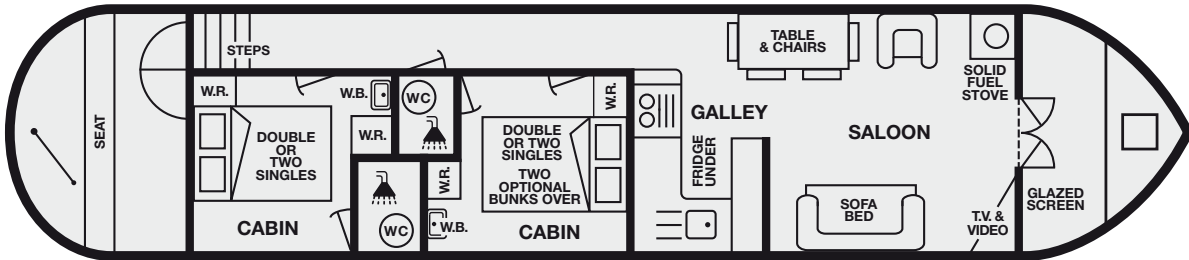 SEAT
STEPS
W.R.
DOUBLE
OR
TWO
SINGLES
CABIN
W.B.
W.R.
WC
WC
W.R.
W.B.
DOUBLE
OR TWO
SINGLES
TWO
OPTIONAL
BUNKS OVER
CABIN
W.R.
GALLEY
FRIDGE
UNDER
TABLE
& CHAIRS
SALOON
SOFA
BED
SOLID
FUEL
STOVE
T.V. &
VIDEO
GLAZED
SCREEN